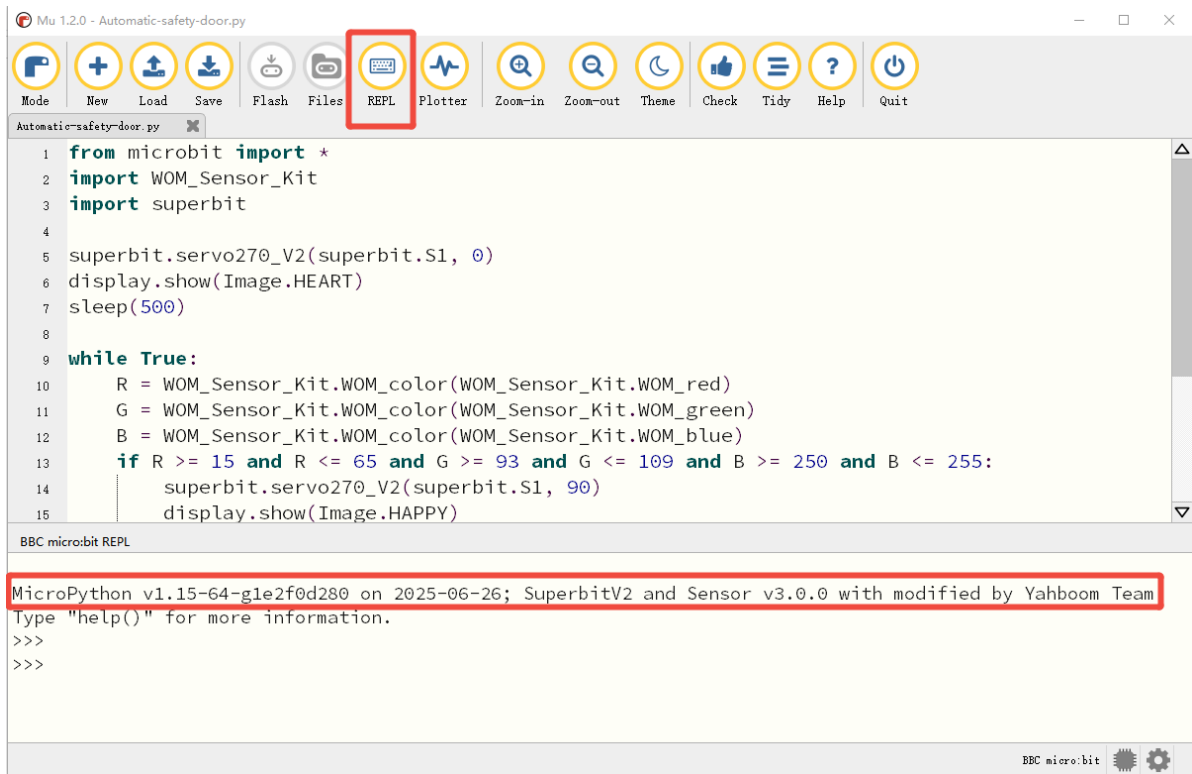 Mu 1.2.0 - Automatic-safety-door.py
Mode New Load Save Flash Files REPL Plotter Zoom-in Zoom-out Theme Check Tidy Help Quit
Automatic-safety-door.py
1 from microbit import *
2 import WOM_Sensor_Kit
3 import superbit
4
5 superbit.servo270_V2(superbit.S1, 0)
6 display.show(Image.HEART)
7 sleep(500)
8
9 while True:
10     R = WOM_Sensor_Kit.WOM_color(WOM_Sensor_Kit.WOM_red)
11     G = WOM_Sensor_Kit.WOM_color(WOM_Sensor_Kit.WOM_green)
12     B = WOM_Sensor_Kit.WOM_color(WOM_Sensor_Kit.WOM_blue)
13     if R >= 15 and R <= 65 and G >= 93 and G <= 109 and B >= 250 and B <= 255:
14         superbit.servo270_V2(superbit.S1, 90)
15         display.show(Image.HAPPY)
BBC micro:bit REPL
MicroPython v1.15-64-g1e2f0d280 on 2025-06-26; SuperbitV2 and Sensor v3.0.0 with modified by Yahboom Team
Type "help()" for more information.
>>>
>>>
BBC micro:bit